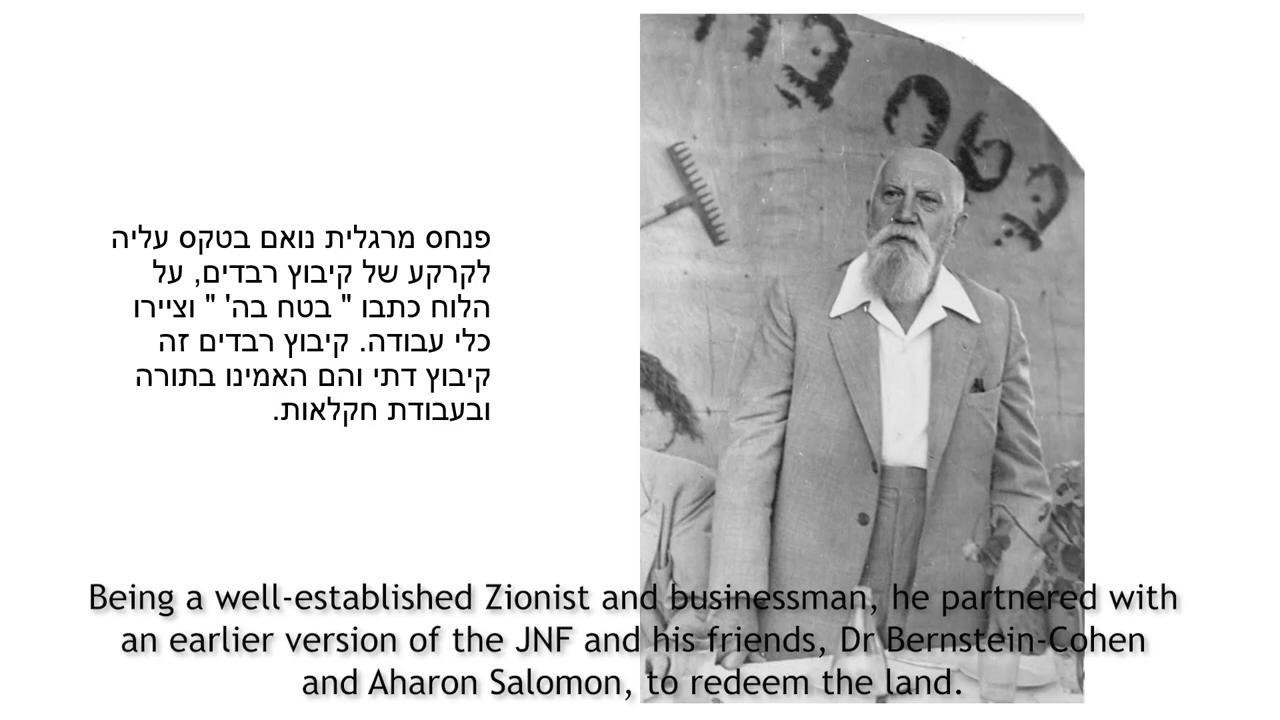 בטח בה'
פנחס מרגלית נואם בטקס עליה
לקרקע של קיבוץ רבדים, על
הלוח כתבו " בטח בה' " וציירו
כלי עבודה. קיבוץ רבדים זה
קיבוץ דתי והם האמינו בתורה
ובעבודת חקלאות.
Being a well-established Zionist and businessman, he partnered with
an earlier version of the JNF and his friends, Dr Bernstein-Cohen
and Aharon Salomon, to redeem the land.